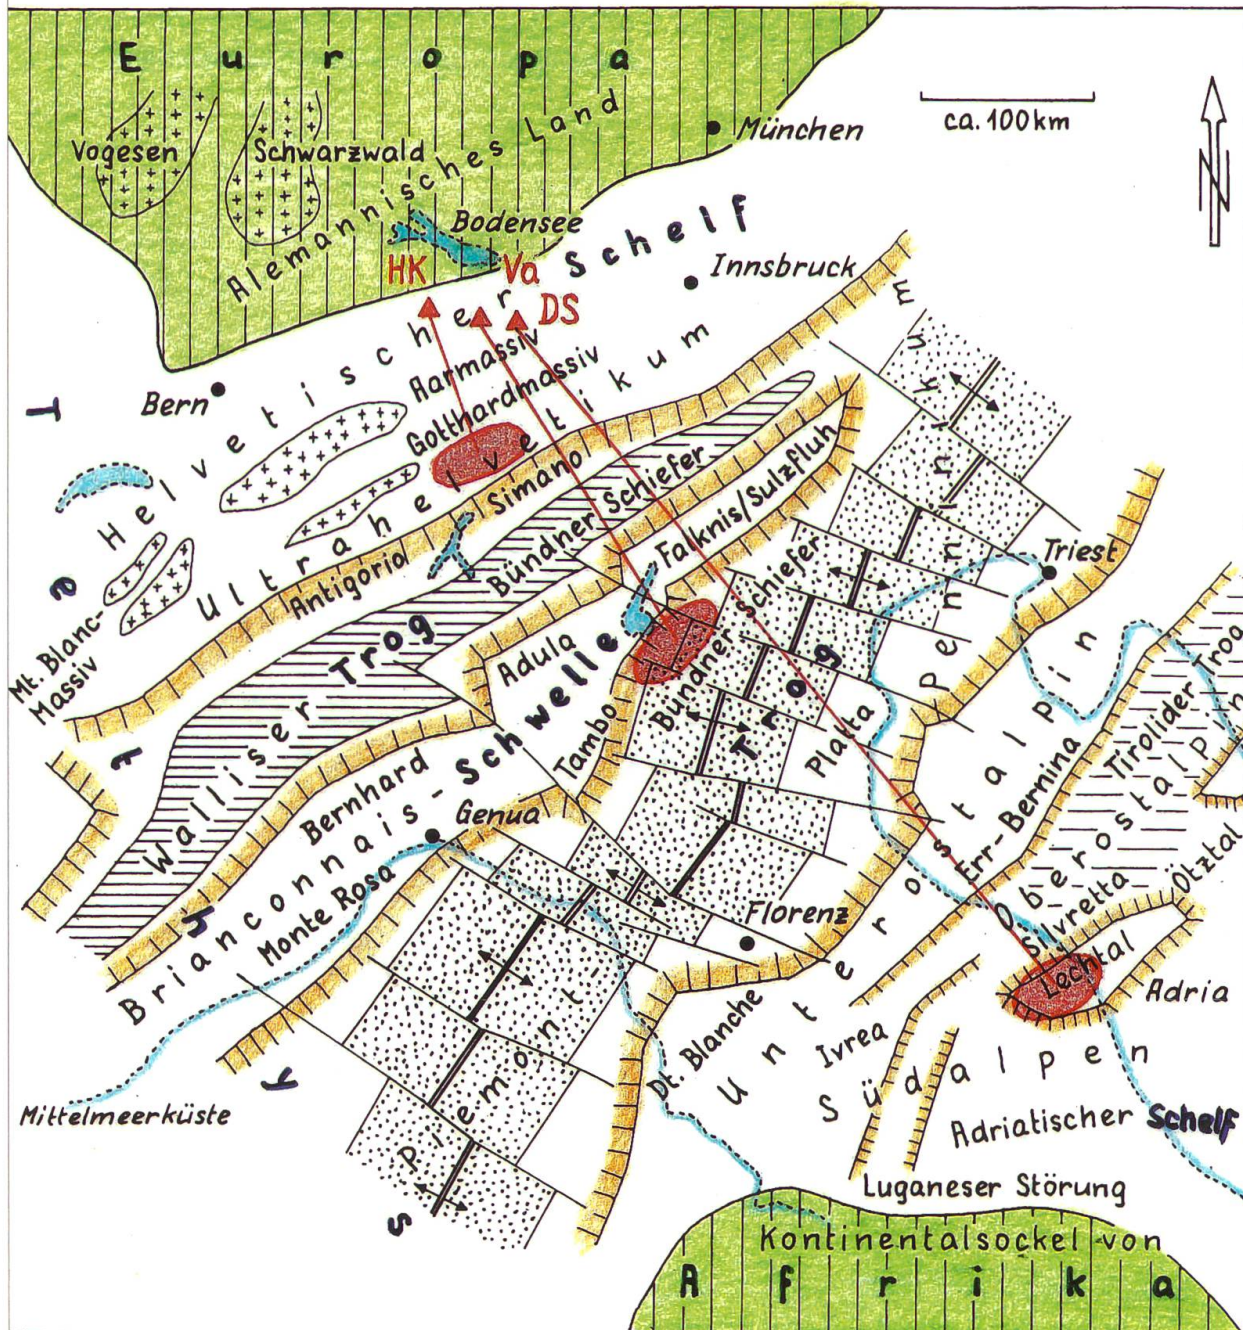 Europa
ca. 100 km
München
Vogesen
Schwarzwald
Alemannisches Land
N
Bodensee
HK
Va
DS
Innsbruck
Helvetischer Schelf
Aarmassiv
Gotthardmassiv
Bern
Ultrahelvetikum
Tethys
Mt. Blanc-
Massiv
Antigoria
Simano
Walliser Trog
Bündner Schiefer
Falknis/Sulzfluh
Adula
Tambo
Bernhard
Monte Rosa
Brianconnais-Schwelle
Genua
Bündner Schiefer
Piemont-
Trog
Platta
Penninikum
Triest
Florenz
Dt. Blanche
Unterostalpin
Err-Bernina
Oberostalpin
Tirolider Trog
Silvretta
Ötztal
Lechtal
Adria
Ivrea
Südalpen
Adriatischer Schelf
Mittelmeerküste
Luganeser Störung
Kontinentalsockel von
Afrika